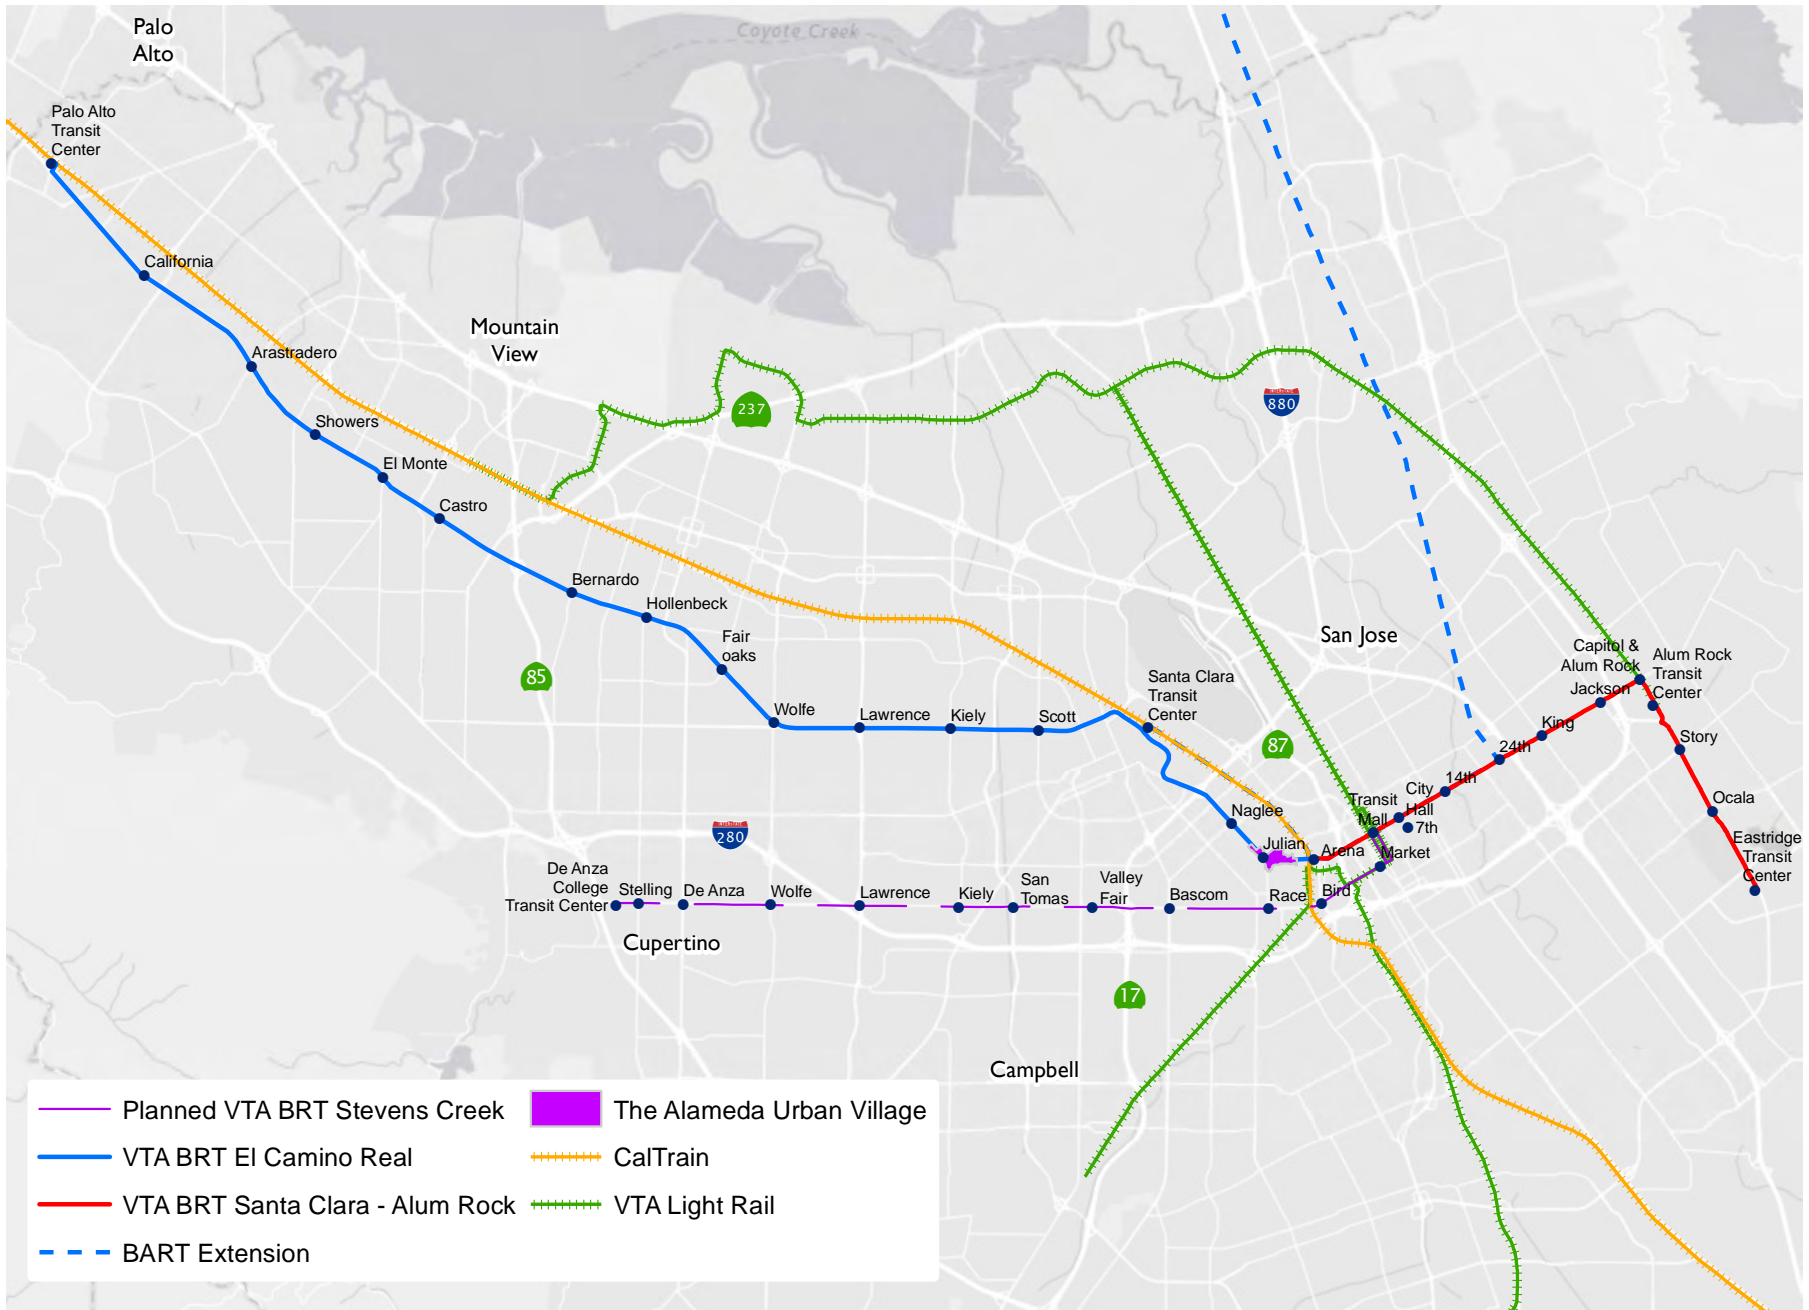 Palo
Alto
Coyote Creek
Palo Alto
Transit
Center
California
Mountain
View
Arastradero
237
880
Showers
El Monte
Castro
Bernardo
Hollenbeck
Fair
oaks
San Jose
Capitol &
Alum Rock
Alum Rock
Transit
Center
85
Santa Clara
Transit
Center
Jackson
Wolfe
Lawrence
Kiely
Scott
King
Story
87
24th
14th
City
Hall
Transit
Mall
7th
Ocala
Naglee
280
Julian
Arena
Market
Eastridge
Transit
Center
De Anza
College
Transit Center
Stelling
De Anza
Wolfe
Lawrence
Kiely
San
Tomas
Valley
Fair
Bascom
Race
Bird
Cupertino
17
Campbell
Planned VTA BRT Stevens Creek
VTA BRT El Camino Real
VTA BRT Santa Clara - Alum Rock
BART Extension
The Alameda Urban Village
CalTrain
VTA Light Rail